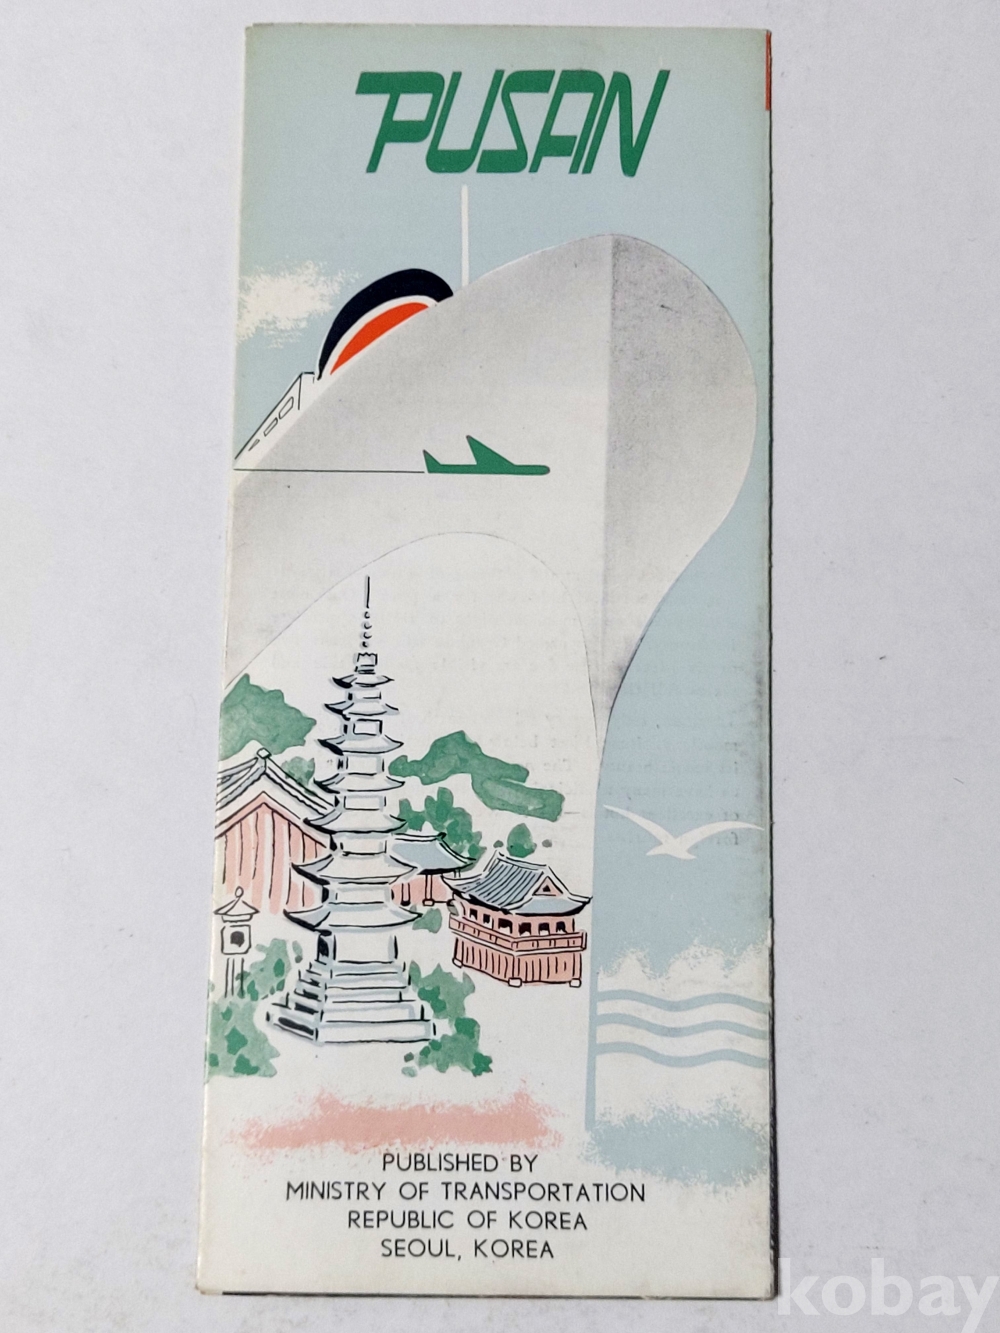 PUSAN
PUBLISHED BY
MINISTRY OF TRANSPORTATION
REPUBLIC OF KOREA
SEOUL, KOREA
kobay